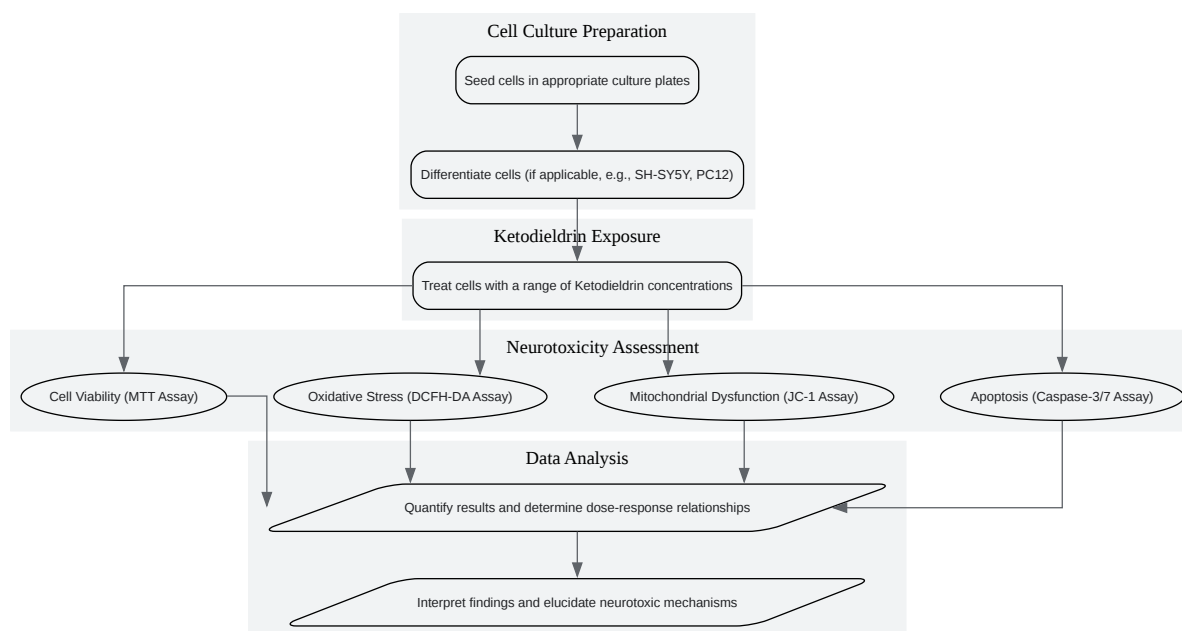 Cell Culture Preparation
Seed cells in appropriate culture plates
Differentiate cells (if applicable, e.g., SH-SY5Y, PC12)
Ketodieldrin Exposure
Treat cells with a range of Ketodieldrin concentrations
Neurotoxicity Assessment
Cell Viability (MTT Assay)
Oxidative Stress (DCFH-DA Assay)
Mitochondrial Dysfunction (JC-1 Assay)
Apoptosis (Caspase-3/7 Assay)
Data Analysis
Quantify results and determine dose-response relationships
Interpret findings and elucidate neurotoxic mechanisms